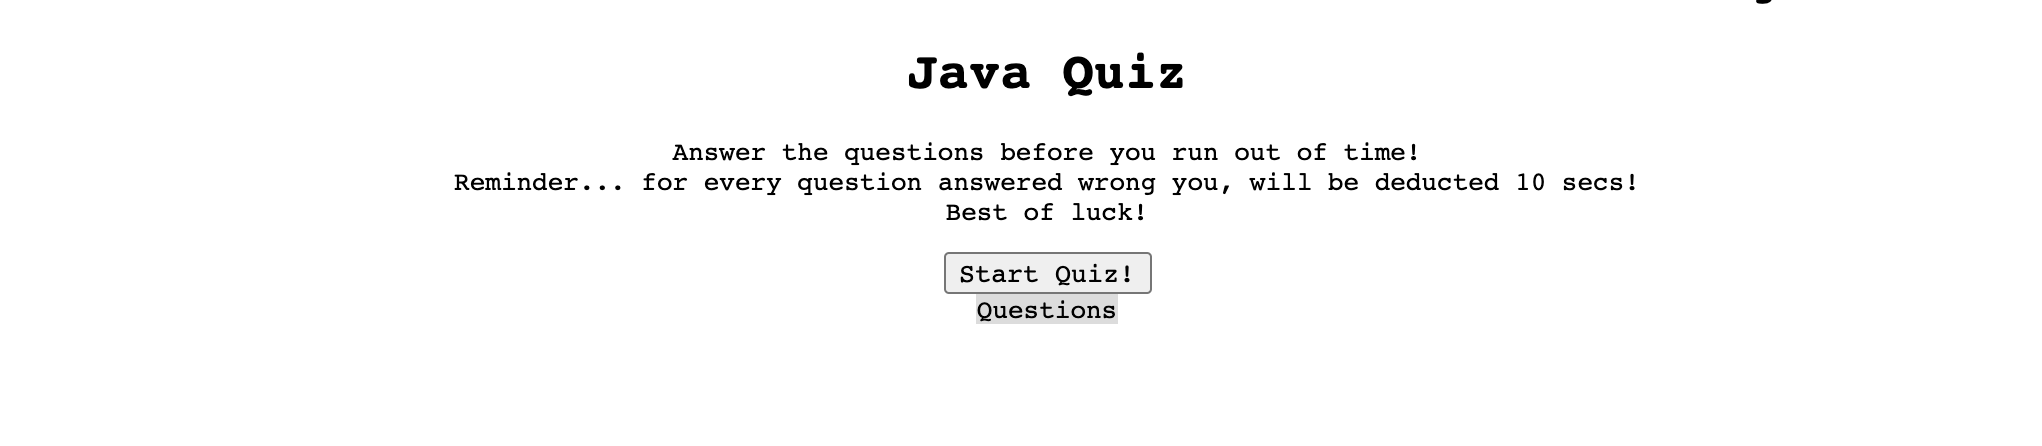 Java Quiz
Answer the questions before you run out of time!
Reminder... for every question answered wrong you, will be deducted 10 secs!
Best of luck!
Start Quiz!
Questions